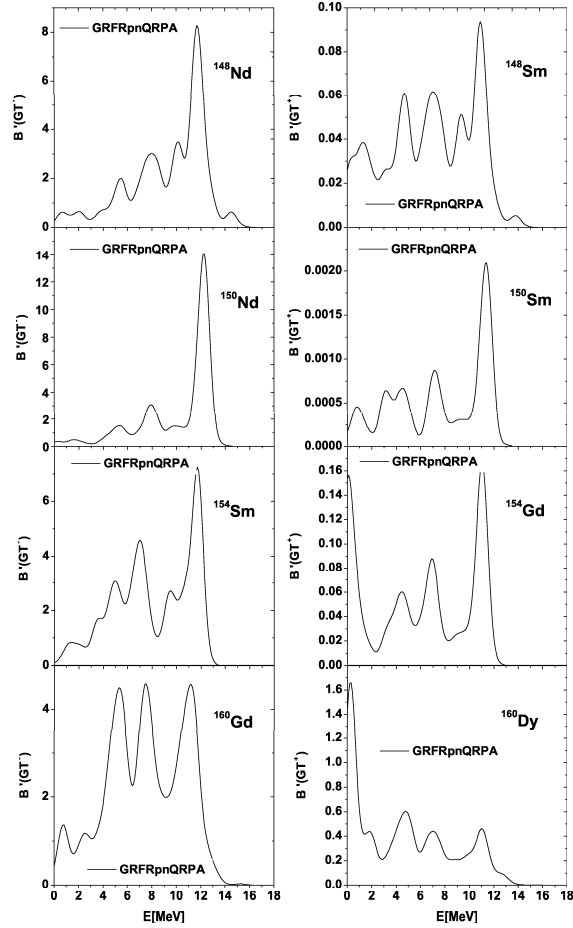 GRFRpnQRPA
148Nd
B '(GT-)
8
6
4
2
0
GRFRpnQRPA
148Sm
B '(GT+)
0.10
0.08
0.06
0.04
0.02
0.00
GRFRpnQRPA
150Nd
B '(GT-)
14
12
10
8
6
4
2
0
GRFRpnQRPA
150Sm
B '(GT+)
0.0020
0.0015
0.0010
0.0005
0.0000
GRFRpnQRPA
154Sm
B '(GT-)
6
4
2
0
GRFRpnQRPA
154Gd
B '(GT+)
0.16
0.14
0.12
0.10
0.08
0.06
0.04
0.02
0.00
160Gd
B '(GT-)
4
2
0
GRFRpnQRPA
0 2 4 6 8 10 12 14 16 18
E[MeV]
160Dy
GRFRpnQRPA
B '(GT+)
1.6
1.4
1.2
1.0
0.8
0.6
0.4
0.2
0.0
0 2 4 6 8 10 12 14 16 18
E[MeV]